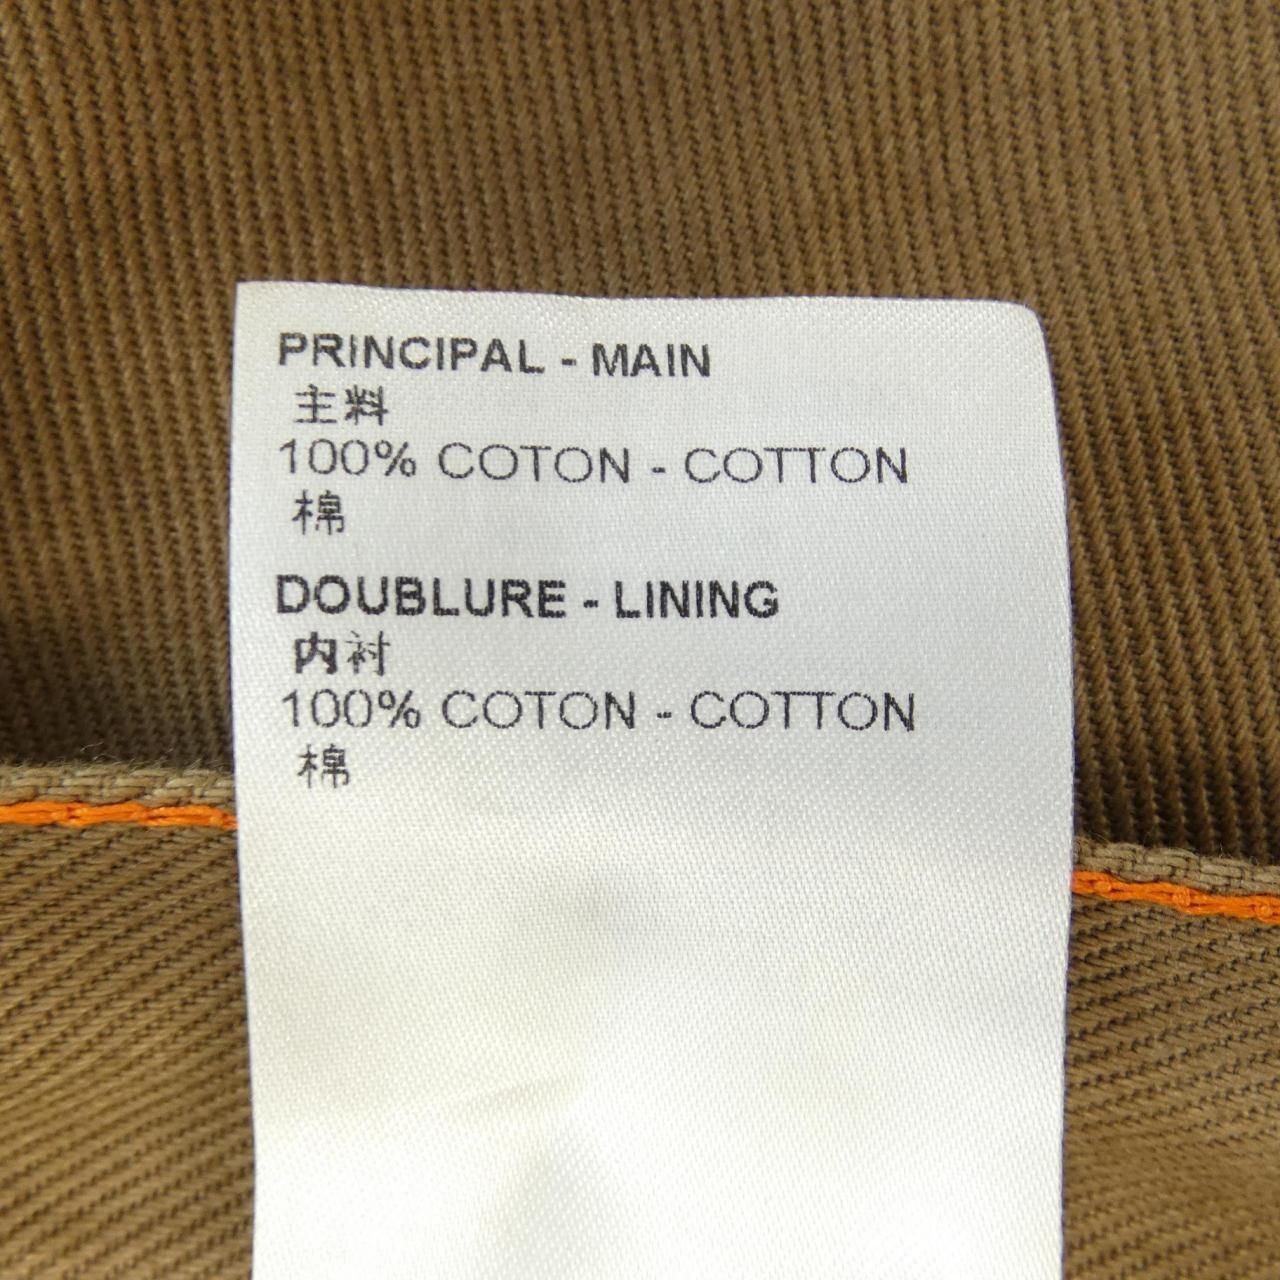 PRINCIPAL - MAIN
主料
100% COTON - COTTON
棉
DOUBLURE - LINING
内衬
100% COTON - COTTON
棉